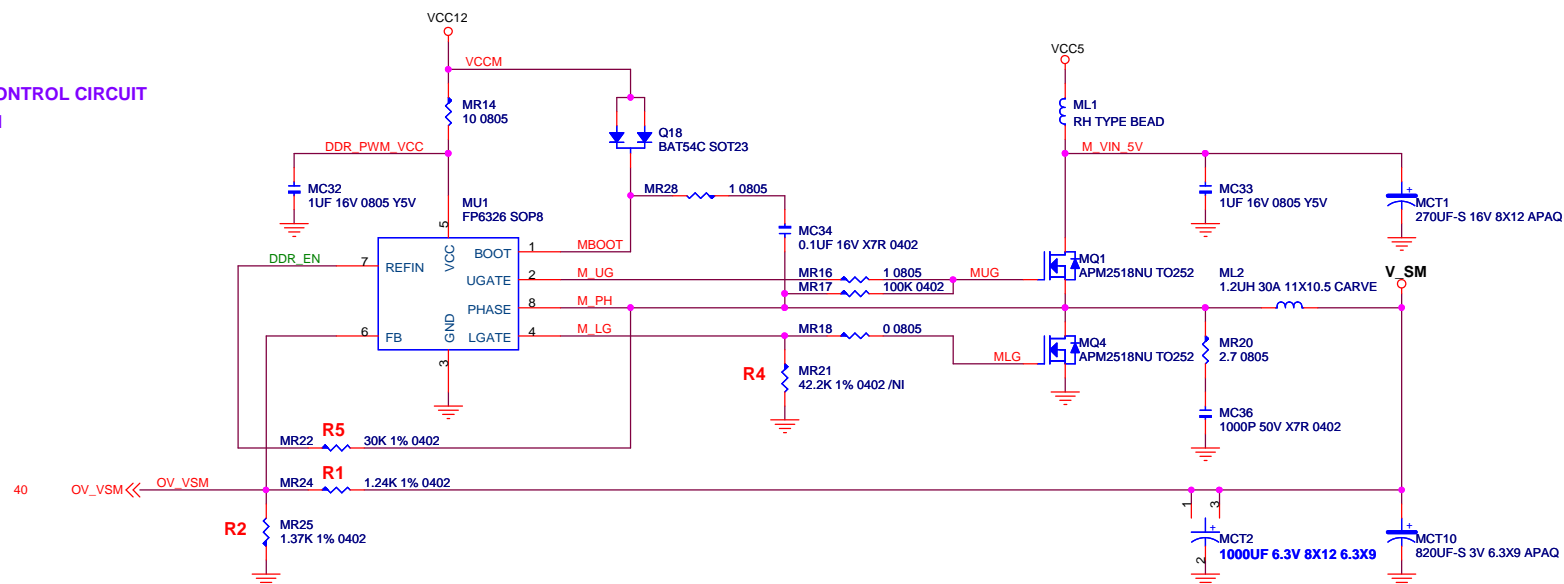 VCC12
VCCM
VCC5
ONTROL CIRCUIT
MR14
10 0805
ML1
RH TYPE BEAD
Q18
BAT54C SOT23
DDR_PWM_VCC
M_VIN_5V
MC32
1UF 16V 0805 Y5V
MU1
FP6326 SOP8
MR28
1 0805
MC33
1UF 16V 0805 Y5V
MCT1
270UF-S 16V 8X12 APAQ
MC34
0.1UF 16V X7R 0402
5
VCC
DDR_EN
7
REFIN
BOOT
1
MBOOT
UGATE
2
M_UG
MR16
1 0805
MR17
100K 0402
MUG
MQ1
APM2518NU TO252
ML2
1.2UH 30A 11X10.5 CARVE
V_SM
PHASE
8
M_PH
6
FB
GND
3
LGATE
4
M_LG
MR18
0 0805
MLG
MQ4
APM2518NU TO252
MR20
2.7 0805
R4
MR21
42.2K 1% 0402 /NI
MC36
1000P 50V X7R 0402
R5
MR22
30K 1% 0402
R1
MR24
1.24K 1% 0402
40
OV_VSM
OV_VSM
R2
MR25
1.37K 1% 0402
1
3
2
+
MCT2
1000UF 6.3V 8X12 6.3X9
+
MCT10
820UF-S 3V 6.3X9 APAQ